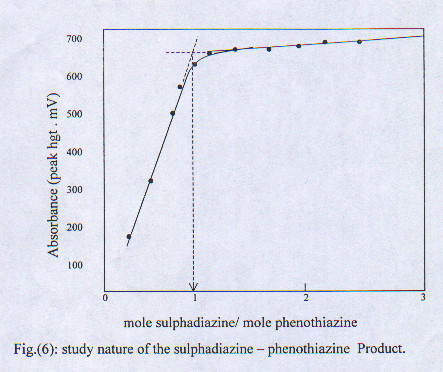 700
600
500
400
300
200
100
Absorbance (peak hgt . mV)
0 1 2 3
mole sulphadiazine/ mole phenothiazine
Fig.(6): study nature of the sulphadiazine – phenothiazine Product.